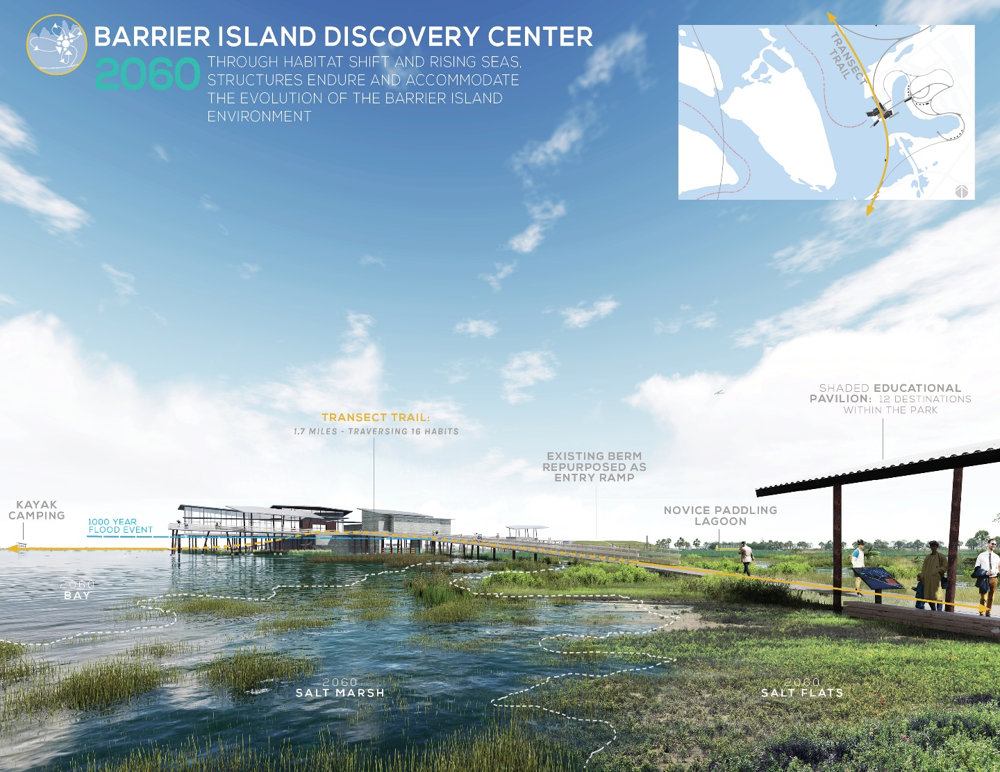 BARRIER ISLAND DISCOVERY CENTER
2060
THROUGH HABITAT SHIFT AND RISING SEAS,
STRUCTURES ENDURE AND ACCOMMODATE
THE EVOLUTION OF THE BARRIER ISLAND
ENVIRONMENT
TRANSECT
TRAIL
SHADED EDUCATIONAL
PAVILION: 12 DESTINATIONS
WITHIN THE PARK
TRANSECT TRAIL:
1.7 MILES - TRAVERSING 16 HABITS
EXISTING BERM
REPURPOSED AS
ENTRY RAMP
KAYAK
CAMPING
1000 YEAR
FLOOD EVENT
NOVICE PADDLING
LAGOON
2060
BAY
2060
SALT MARSH
2060
SALT FLATS